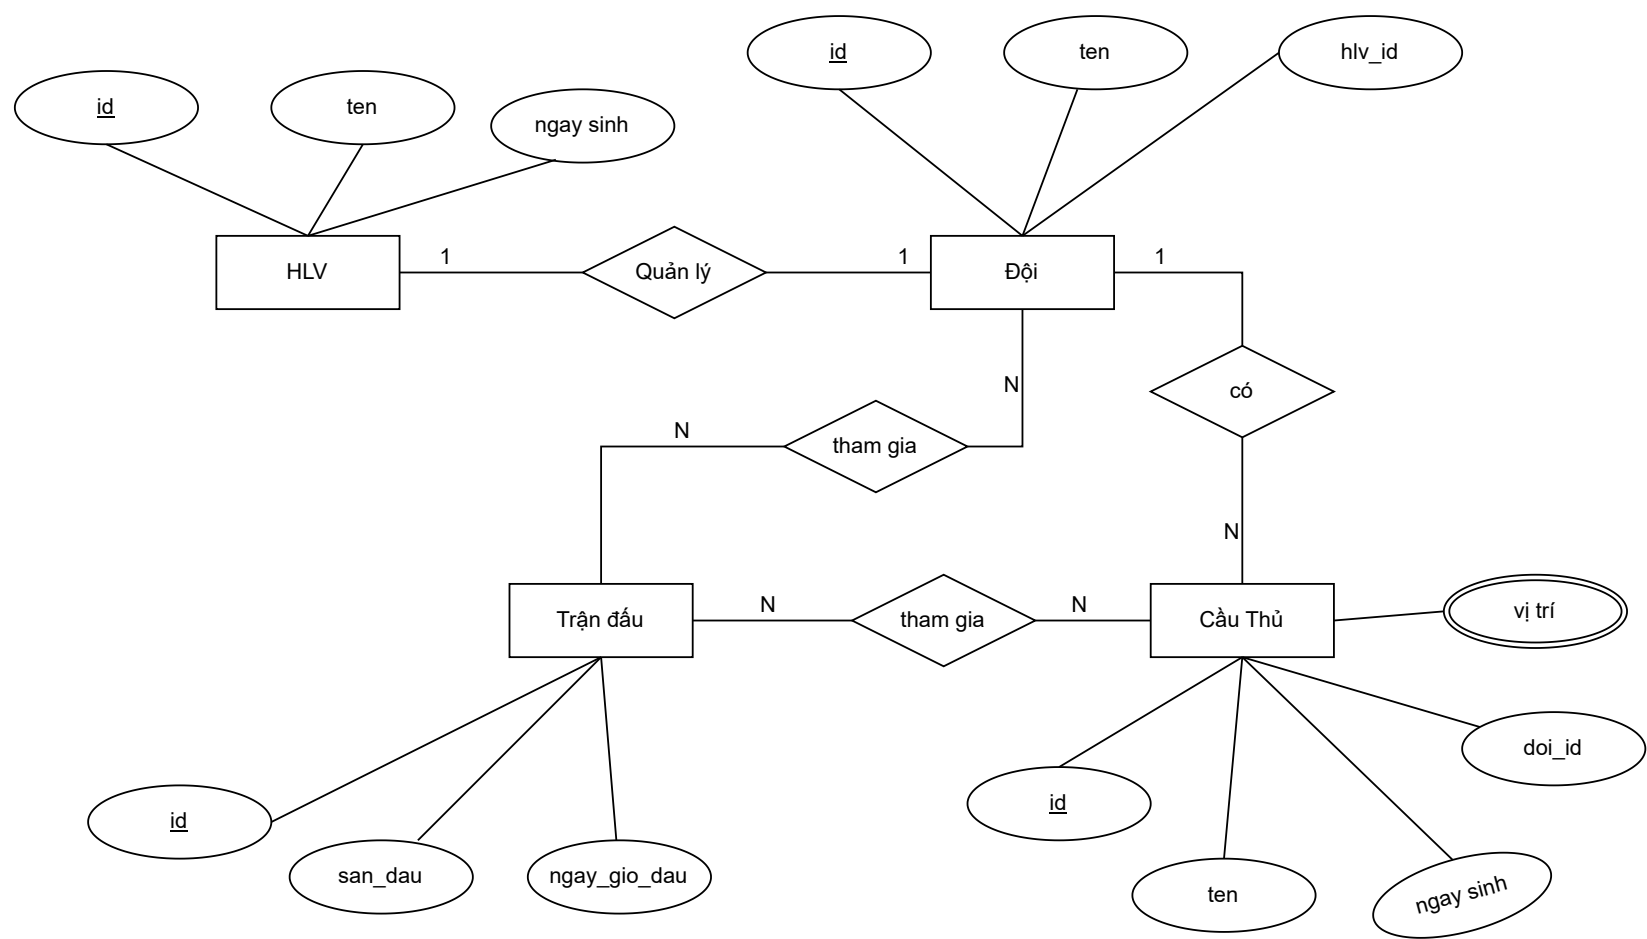 id
ten
hlv_id
id
ten
ngay sinh
HLV
1
Quản lý
1
Đội
1
N
có
N
tham gia
N
Trận đấu
N
tham gia
N
Cầu Thủ
vị trí
doi_id
id
id
san_dau
ngay_gio_dau
ten
ngay sinh